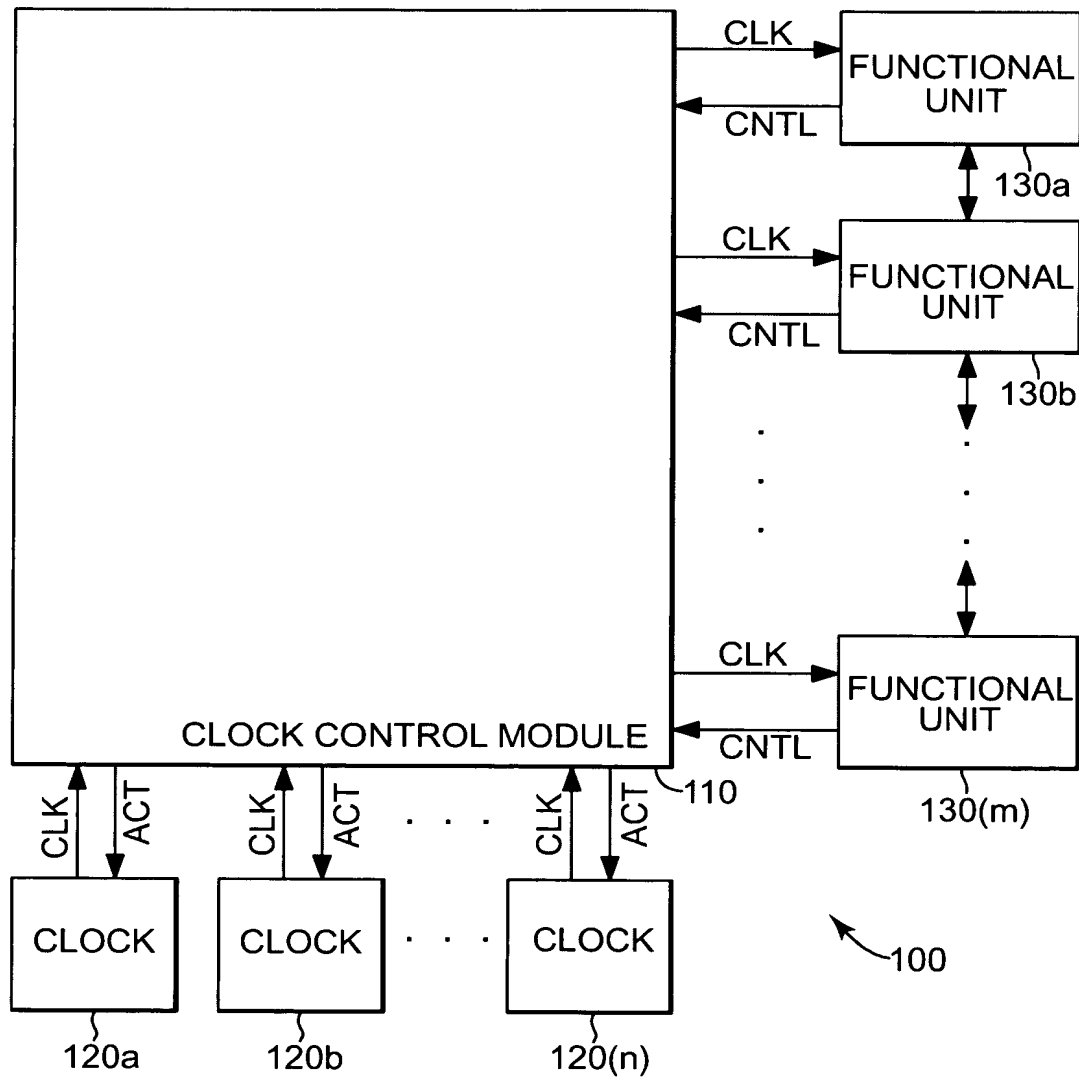 CLK
FUNCTIONAL
UNIT
CNTL
130a
CLK
FUNCTIONAL
UNIT
CNTL
130b
CLK
FUNCTIONAL
UNIT
CNTL
CLOCK CONTROL MODULE
110
130(m)
CLK
ACT
CLK
ACT
CLK
ACT
CLOCK
CLOCK
CLOCK
100
120a
120b
120(n)